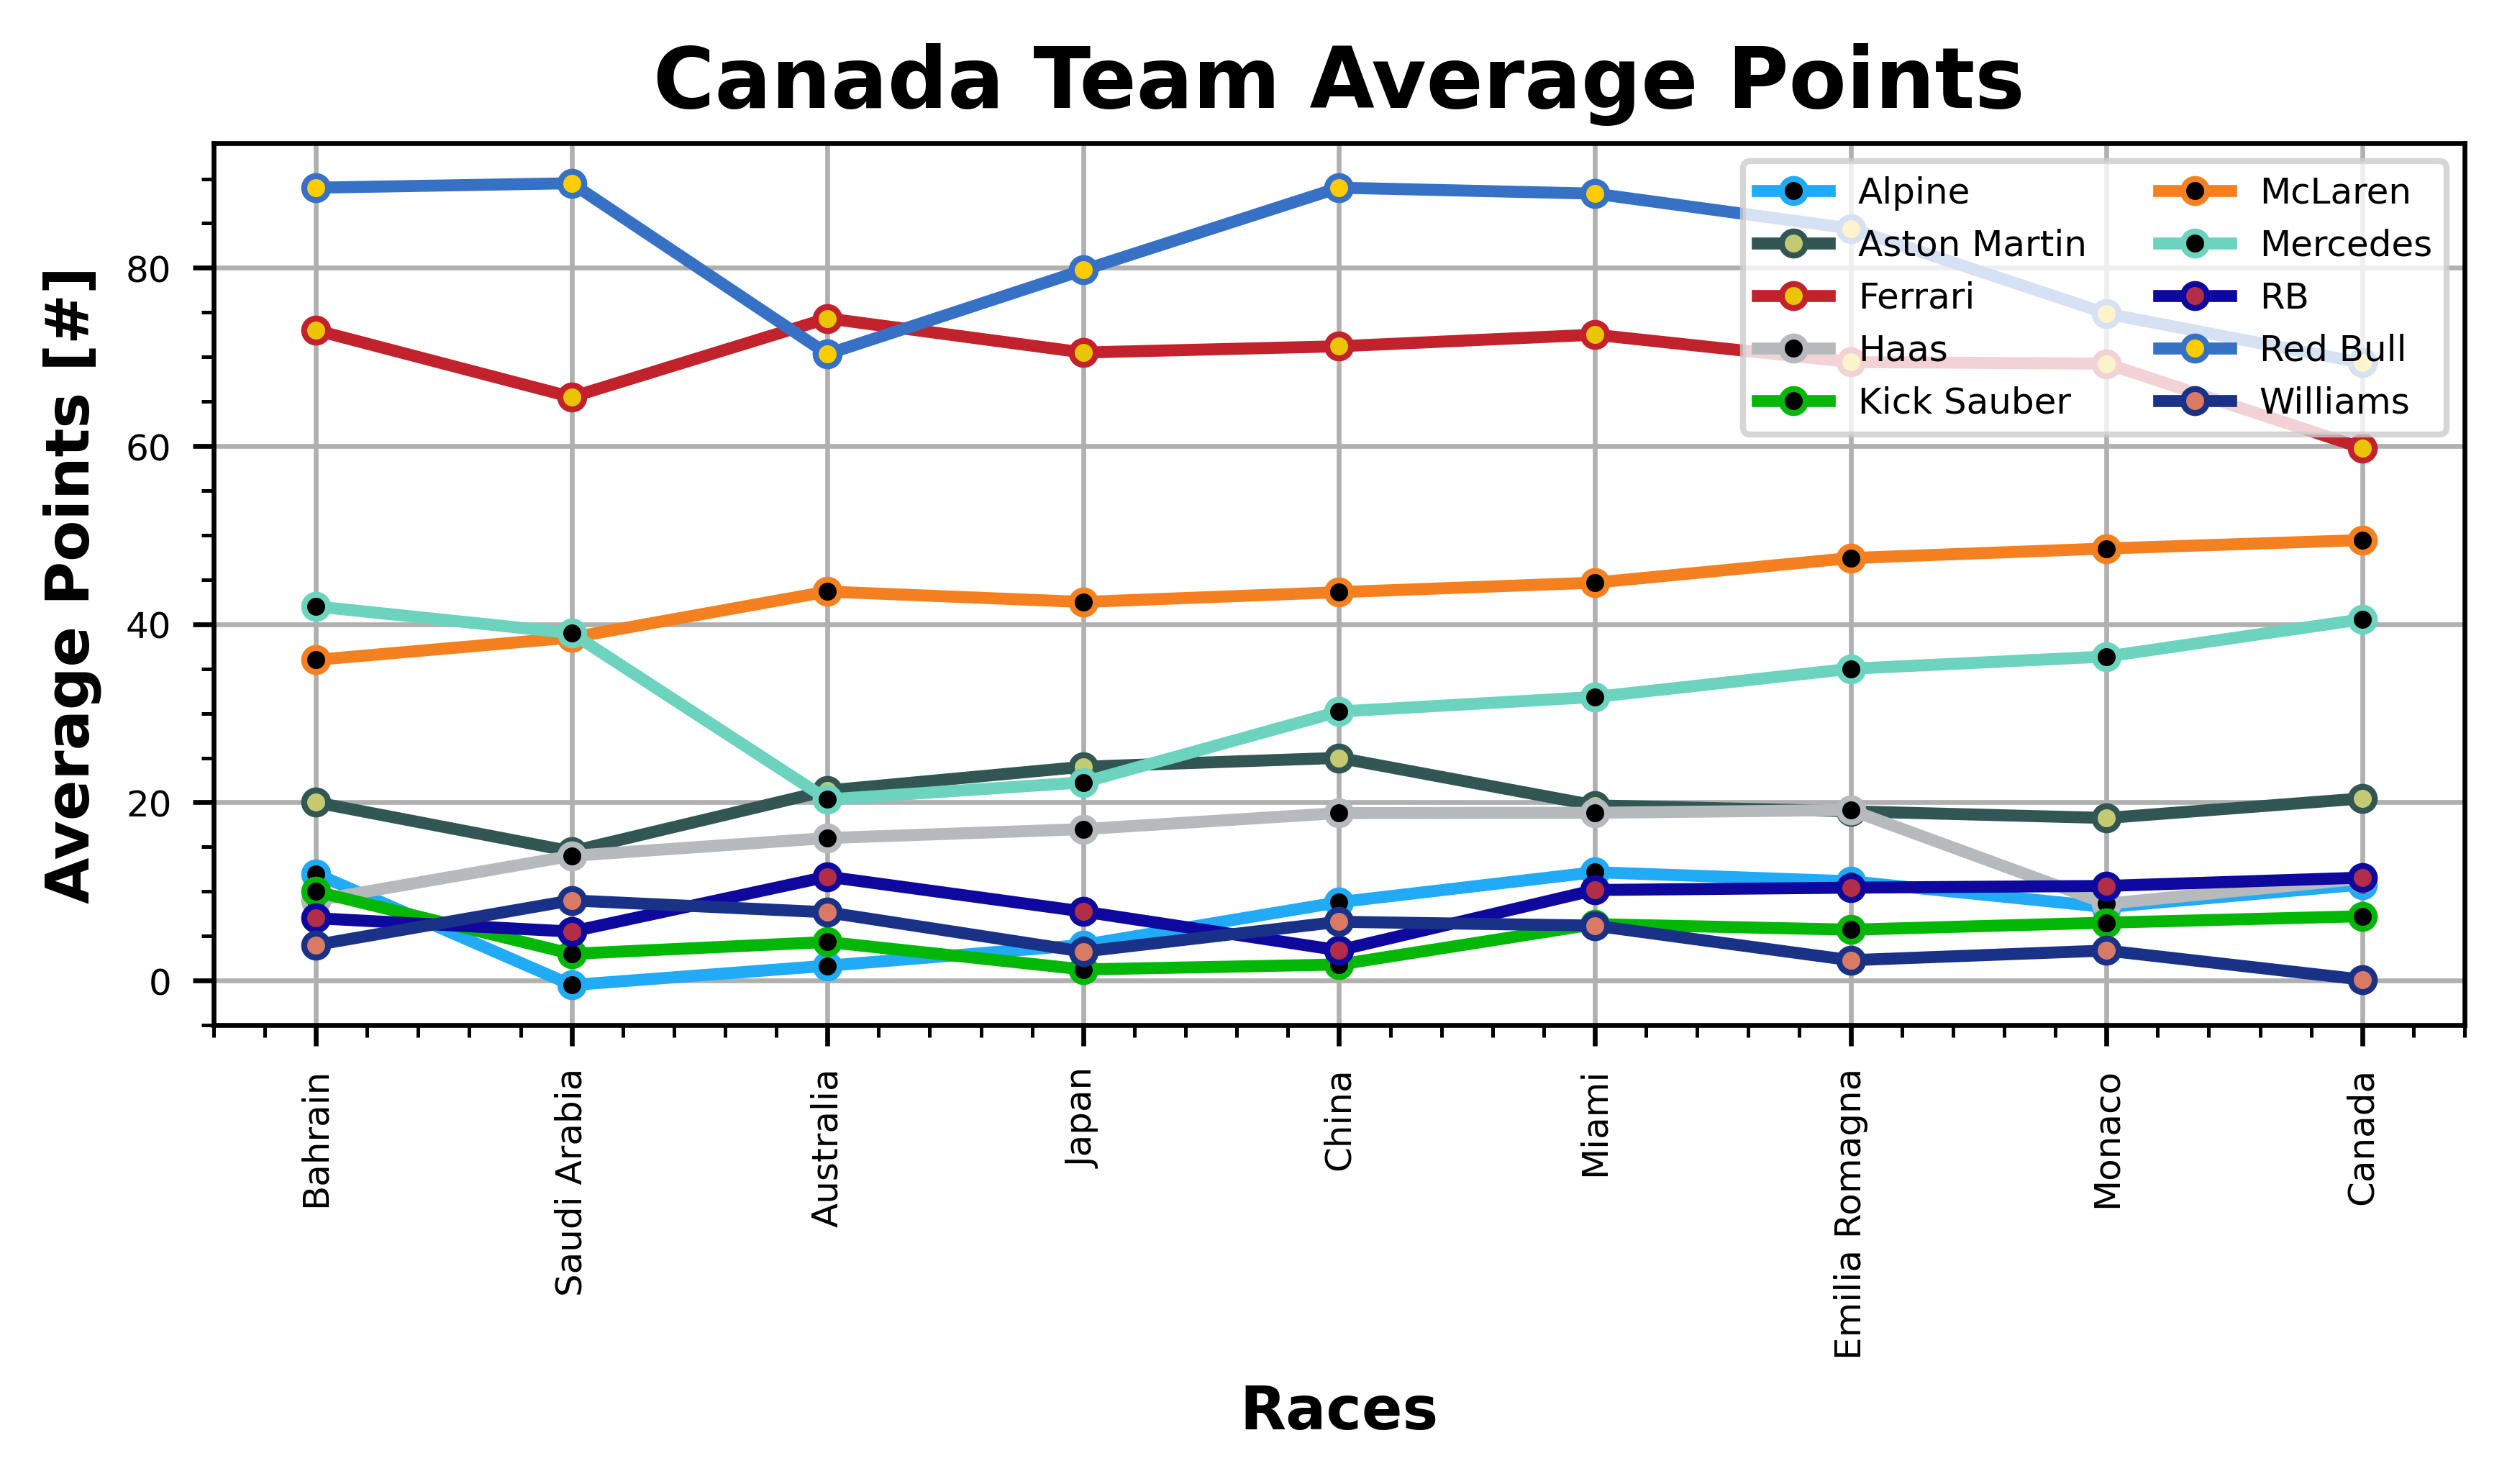 Canada Team Average Points
Average Points [#]
80
60
40
20
0
Alpine
Aston Martin
Ferrari
Haas
Kick Sauber
McLaren
Mercedes
RB
Red Bull
Williams
Bahrain
Saudi Arabia
Australia
Japan
China
Miami
Emilia Romagna
Monaco
Canada
Races